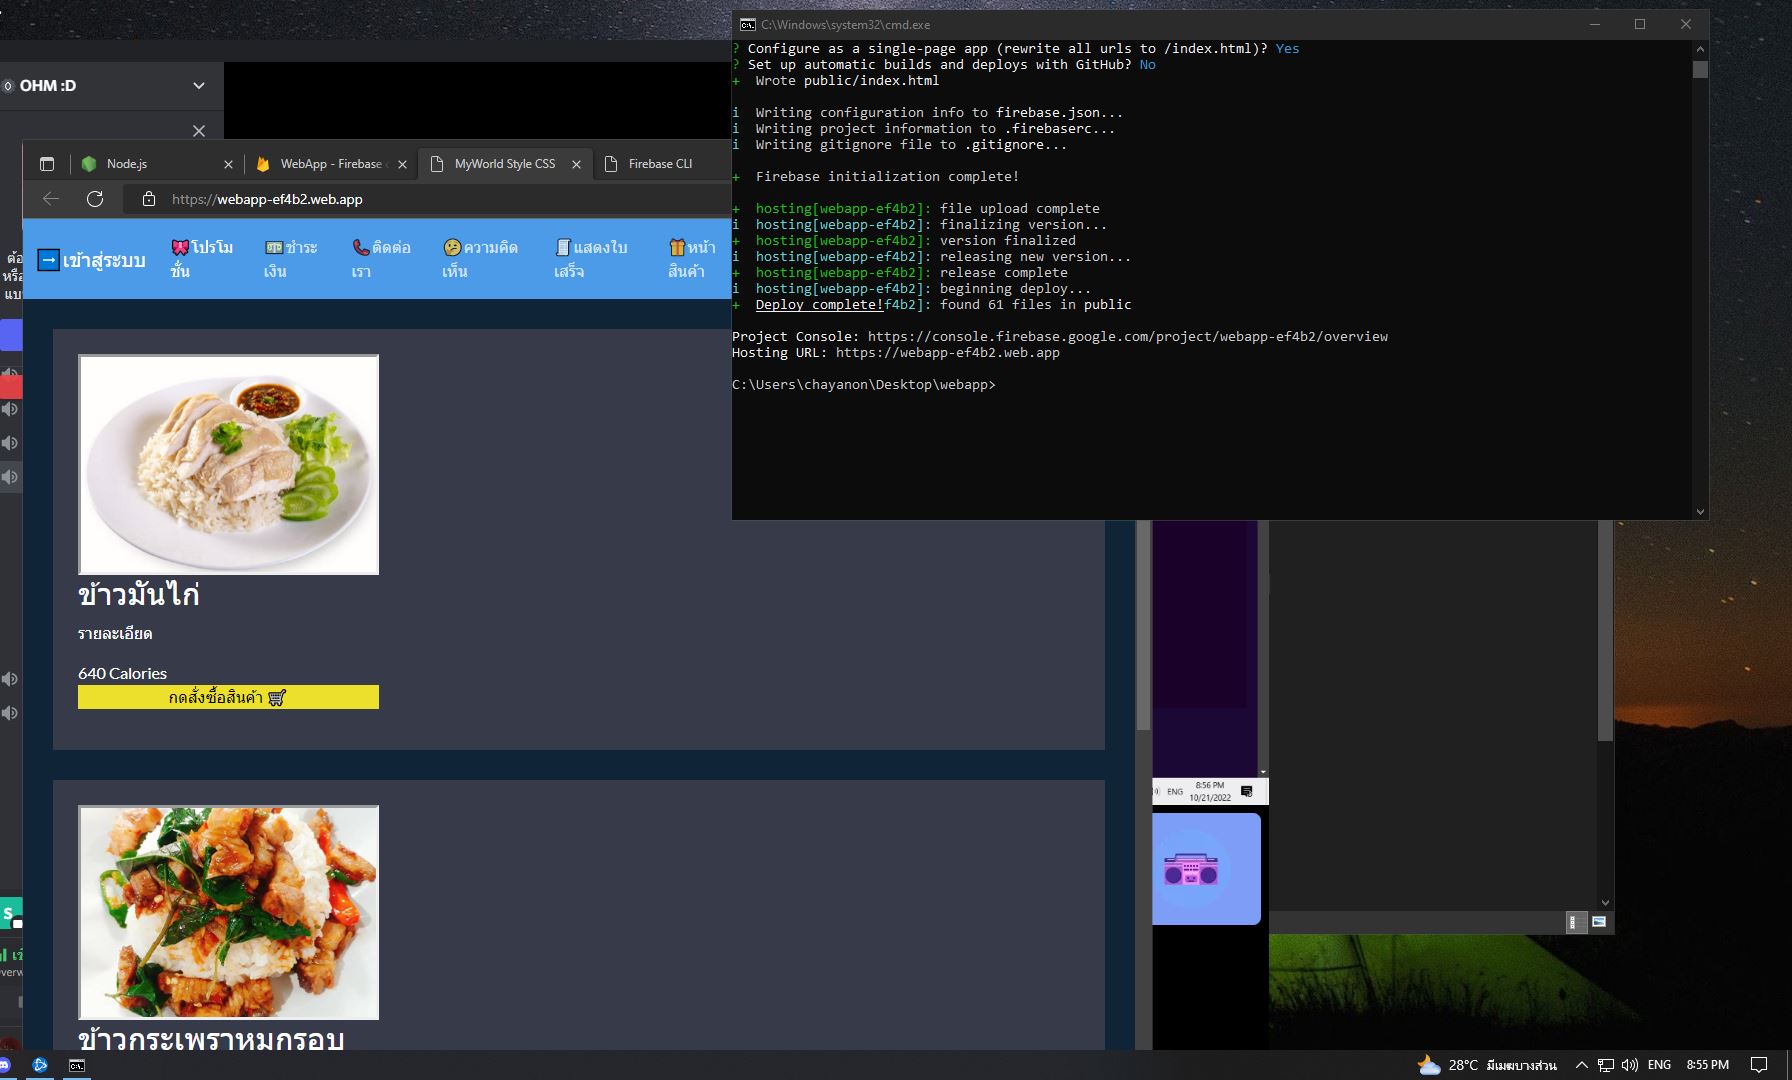 C:\Windows\system32\cmd.exe
? Configure as a single-page app (rewrite all urls to /index.html)? Yes
? Set up automatic builds and deploys with GitHub? No
+  Wrote public/index.html
i  Writing configuration info to firebase.json...
i  Writing project information to .firebaserc...
i  Writing gitignore file to .gitignore...
+  Firebase initialization complete!
+  hosting[webapp-ef4b2]: file upload complete
i  hosting[webapp-ef4b2]: finalizing version...
+  hosting[webapp-ef4b2]: version finalized
i  hosting[webapp-ef4b2]: releasing new version...
+  hosting[webapp-ef4b2]: release complete
i  hosting[webapp-ef4b2]: beginning deploy...
+  Deploy complete!f4b2]: found 61 files in public
Project Console: https://console.firebase.google.com/project/webapp-ef4b2/overview
Hosting URL: https://webapp-ef4b2.web.app
C:\Users\chayanon\Desktop\webapp>
OHM :D
Node.js
WebApp - Firebase
MyWorld Style CSS
Firebase CLI
https://webapp-ef4b2.web.app
เข้าสู่ระบบ
🎀โปรโม
ชั่น
💵ชำระ
เงิน
📞ติดต่อ
เรา
🤔ความคิด
เห็น
🧾แสดงใบ
เสร็จ
🎁หน้า
สินค้า
ข้าวมันไก่
รายละเอียด
640 Calories
กดสั่งซื้อสินค้า 🛒
ข้าวกระเพราหมูกรอบ
ENG
8:56 PM
10/21/2022
28°C มีเมฆบางส่วน
ENG
8:55 PM